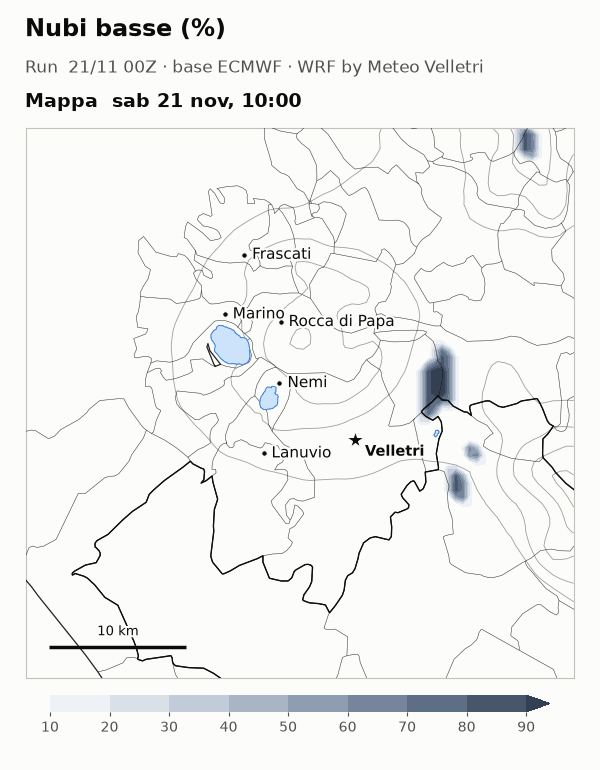 Nubi basse (%)
Run  21/11 00Z · base ECMWF · WRF by Meteo Velletri
Mappa  sab 21 nov, 10:00
Frascati
Marino
Rocca di Papa
Nemi
Velletri
Lanuvio
10 km
10 20 30 40 50 60 70 80 90